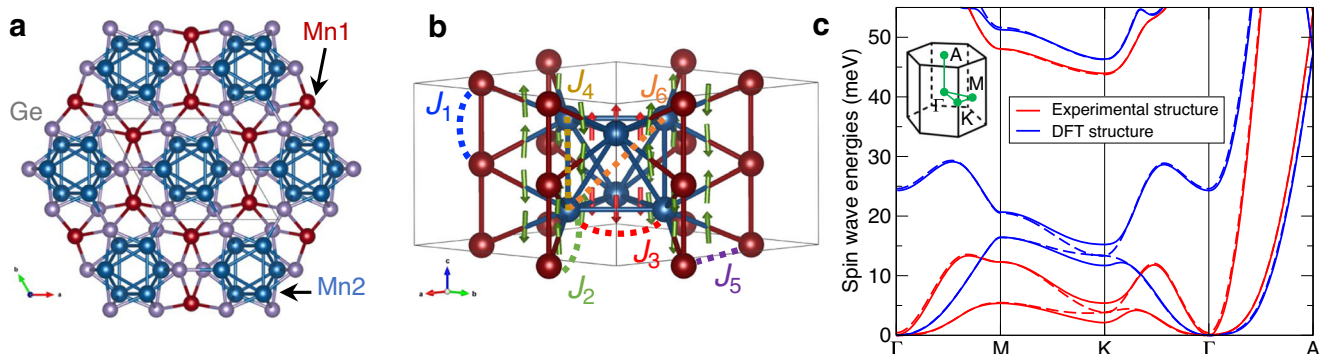 a
Mn1
Ge
Mn2
b
a
b
J1
J4
J6
J3
J2
J5
c
a
b
c
Spin wave energies (meV)
50
40
30
20
10
0
A
M
Γ
K
Experimental structure
DFT structure
Γ
M
K
Γ
A